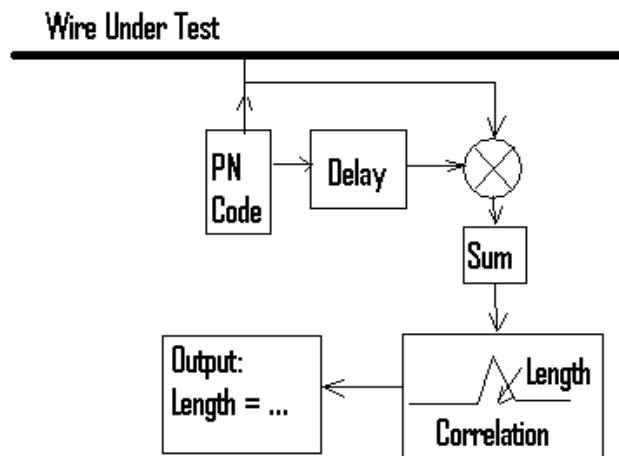 Wire Under Test
PN
Code
Delay
Sum
Output:
Length = ...
Length
Correlation